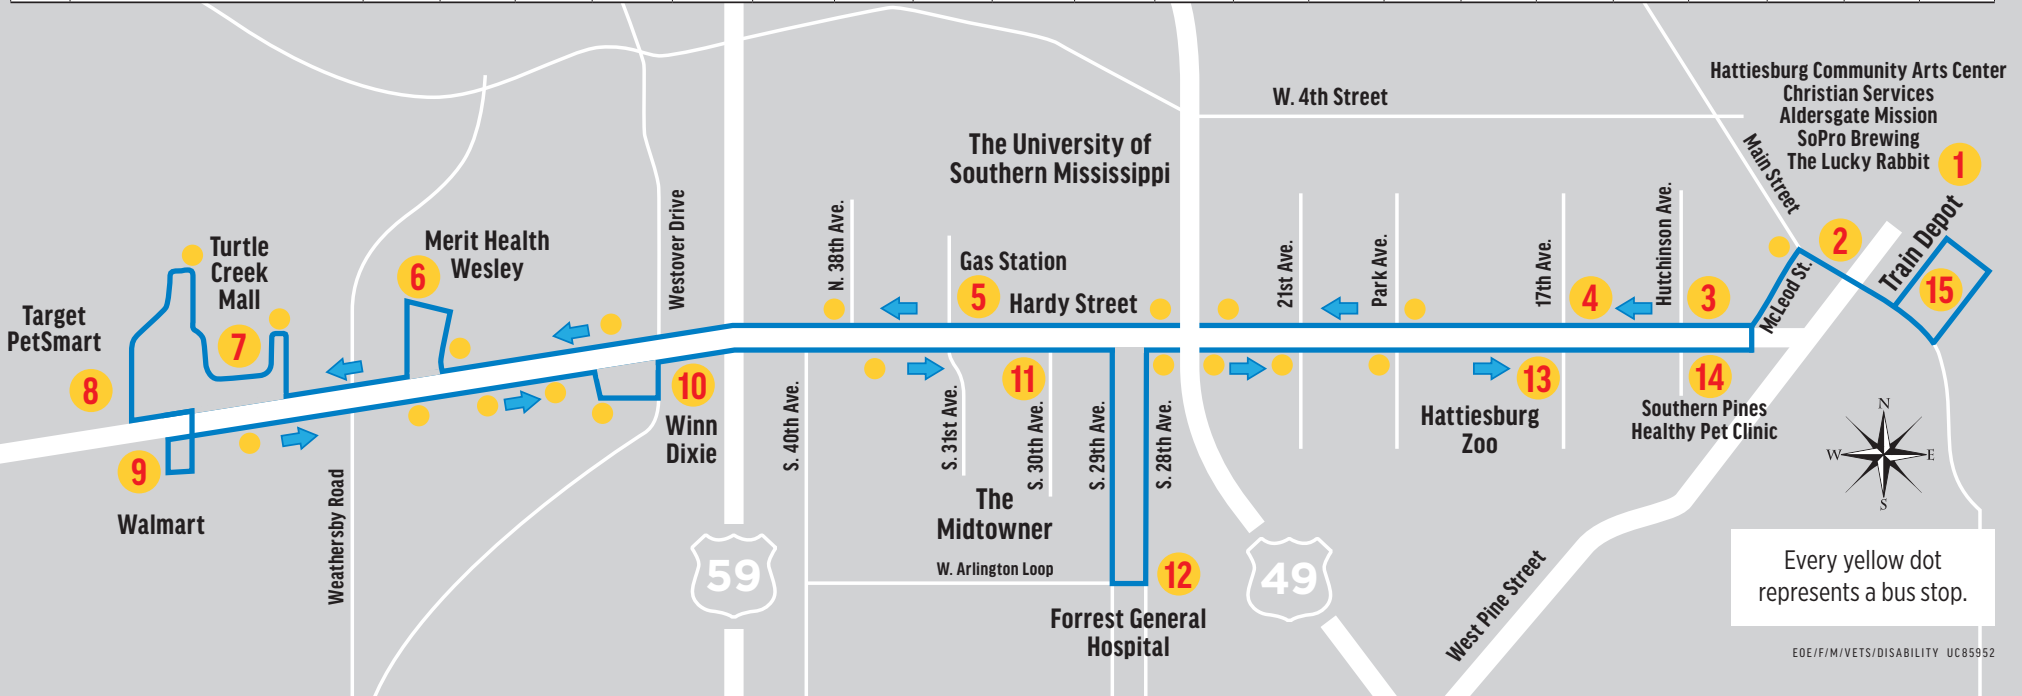 Hattiesburg Community Arts Center
Christian Services
Aldersgate Mission
SoPro Brewing
The Lucky Rabbit
1
W. 4th Street
Main Street
The University of
Southern Mississippi
Train Depot
2
15
McLeod St.
Hutchinson Ave.
3
4
17th Ave.
Park Ave.
21st Ave.
Hardy Street
Gas Station
5
N. 38th Ave.
Westover Drive
Merit Health
Wesley
6
Turtle
Creek
Mall
7
Target
PetSmart
8
9
Walmart
Weathersby Road
10
Winn
Dixie
59
S. 40th Ave.
S. 31st Ave.
11
S. 30th Ave.
S. 29th Ave.
S. 28th Ave.
The
Midtowner
W. Arlington Loop
12
Forrest General
Hospital
49
13
Hattiesburg
Zoo
14
Southern Pines
Healthy Pet Clinic
West Pine Street
N
W
E
S
Every yellow dot
represents a bus stop.
EOE/F/M/VETS/DISABILITY UC85952